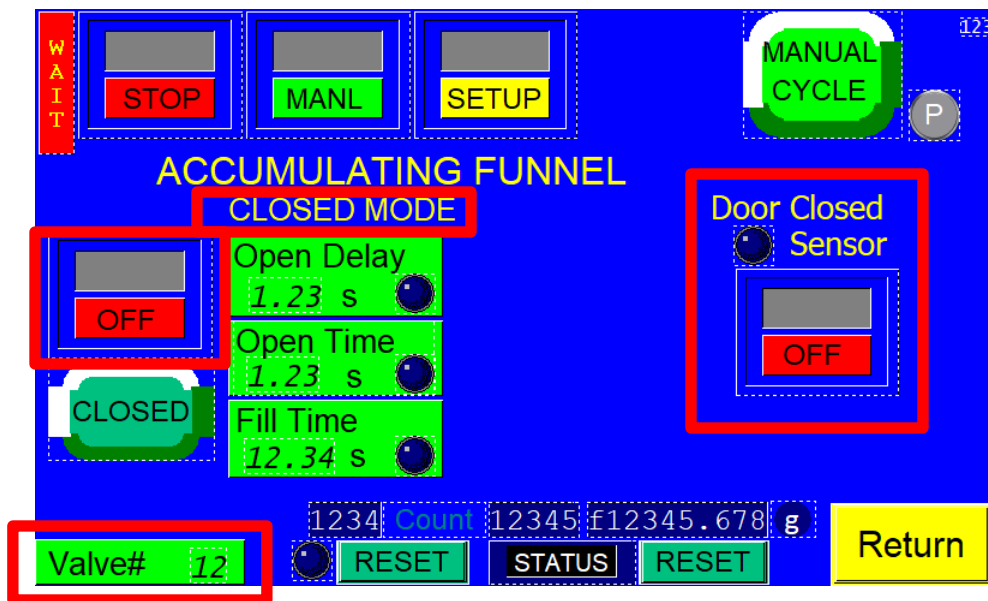 WAIT
STOP
MANL
SETUP
MANUAL
CYCLE
123
P
ACCUMULATING FUNNEL
CLOSED MODE
OFF
CLOSED
Open Delay
1.23 s
Open Time
1.23 s
Fill Time
12.34 s
Door Closed
Sensor
OFF
1234 Count 12345 £12345.678 g
Valve# 12
RESET
STATUS
RESET
Return